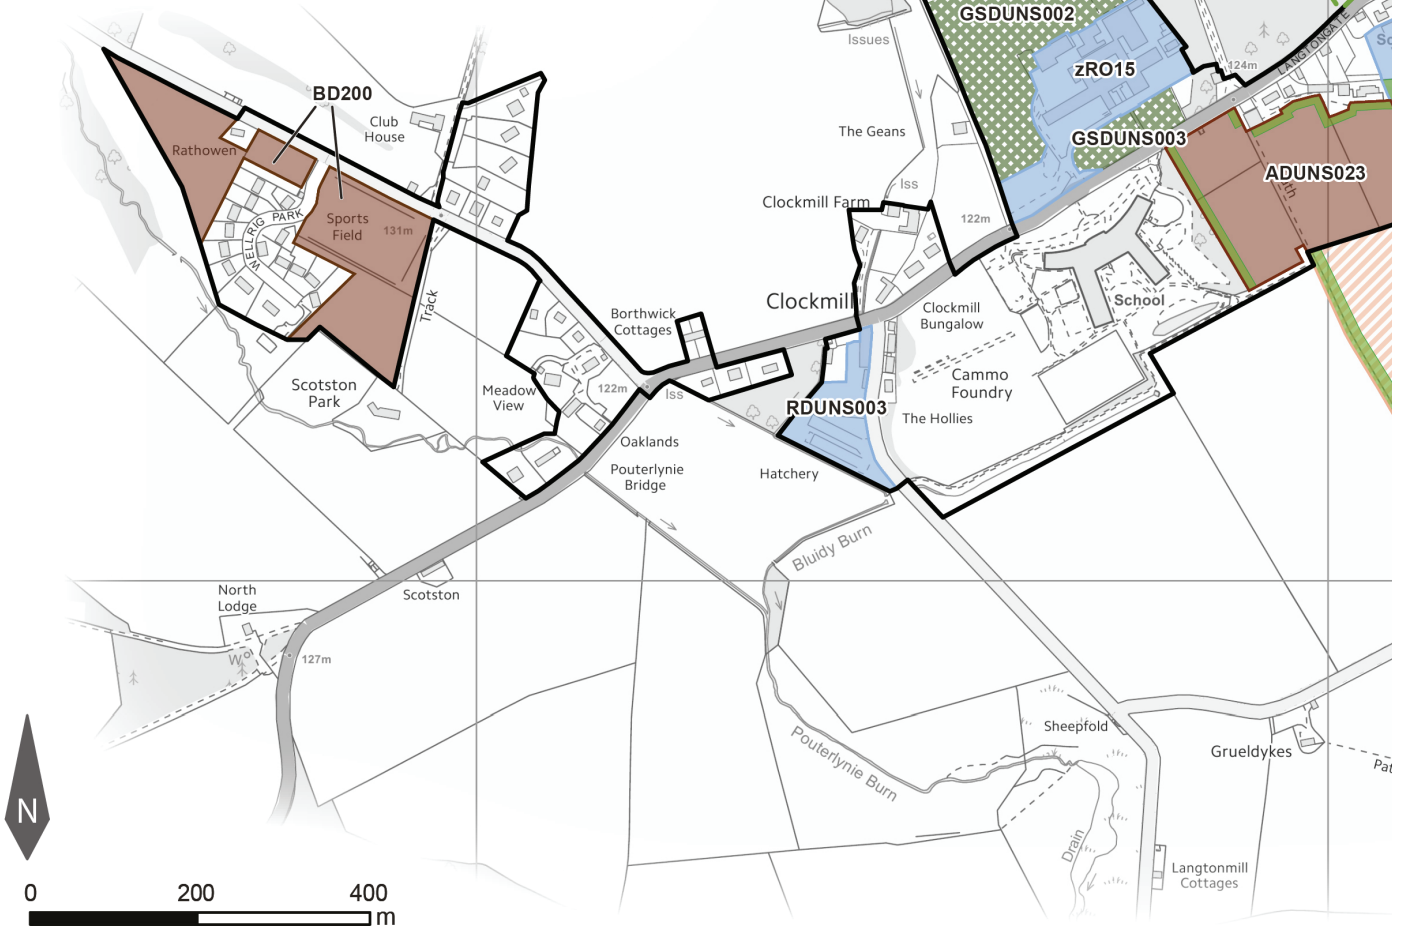 GSDUNS002
Issues
zRO15
124m
LANGTONGATE
Sc
BD200
Club
House
The Geans
GSDUNS003
Rathowen
ADUNS023
Iss
Clockmill Farm
122m
WELLRIG PARK
Sports
Field
131m
Track
Clockmill
School
Borthwick
Cottages
Clockmill
Bungalow
Scotston
Park
Meadow
View
122m
Iss
Cammo
Foundry
RDUNS003
The Hollies
Oaklands
Pouterlynie
Bridge
Hatchery
Bluidy Burn
North
Lodge
Scotston
W
127m
Sheepfold
Grueldykes
Pat
Pouterlynie Burn
N
Drain
Langtonmill
Cottages
0
200
400
m